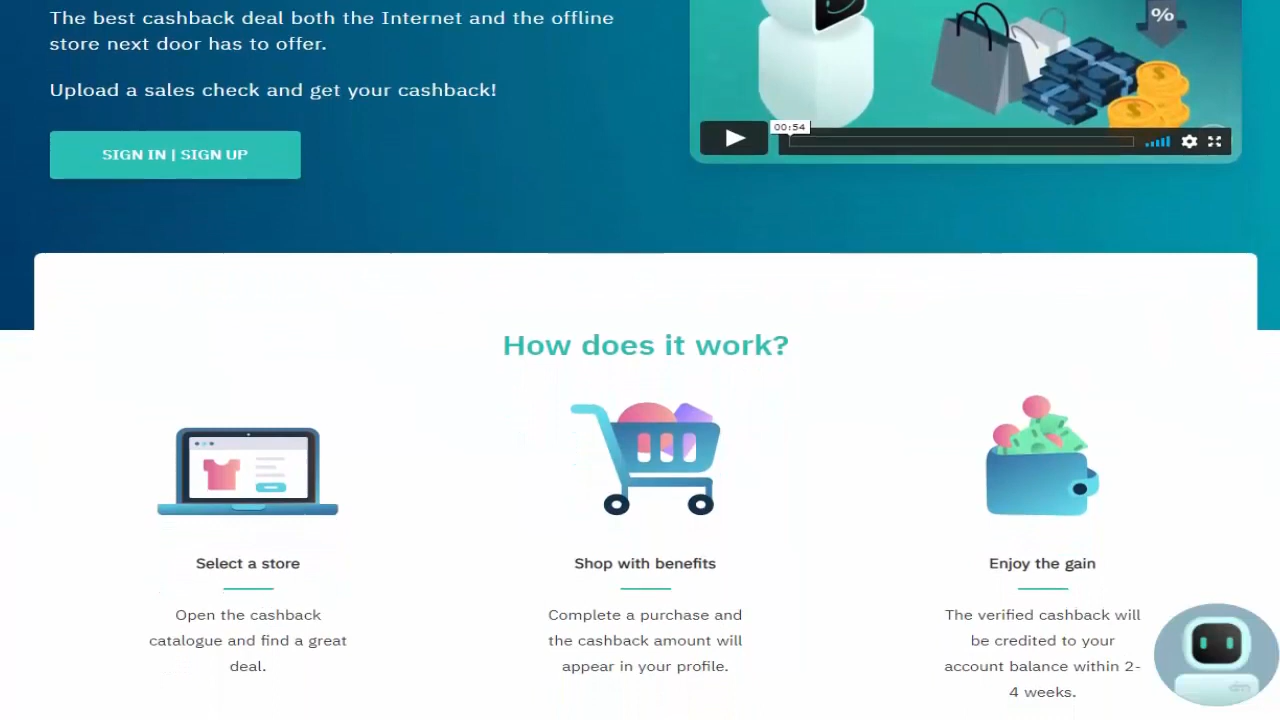 The best cashback deal both the Internet and the offline
store next door has to offer.
Upload a sales check and get your cashback!
SIGN IN | SIGN UP
%
00:54
How does it work?
Select a store
Shop with benefits
Enjoy the gain
Open the cashback
catalogue and find a great
deal.
Complete a purchase and
the cashback amount will
appear in your profile.
The verified cashback will
be credited to your
account balance within 2-
4 weeks.